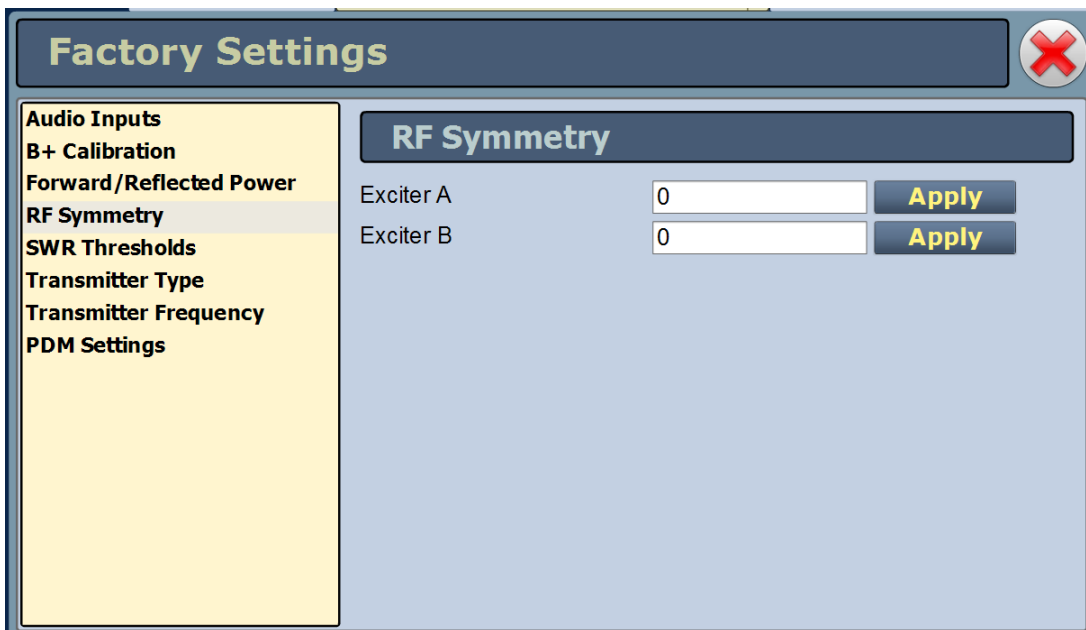 Factory Settings
Audio Inputs
B+ Calibration
Forward/Reflected Power
RF Symmetry
SWR Thresholds
Transmitter Type
Transmitter Frequency
PDM Settings
RF Symmetry
Exciter A 0 Apply
Exciter B 0 Apply